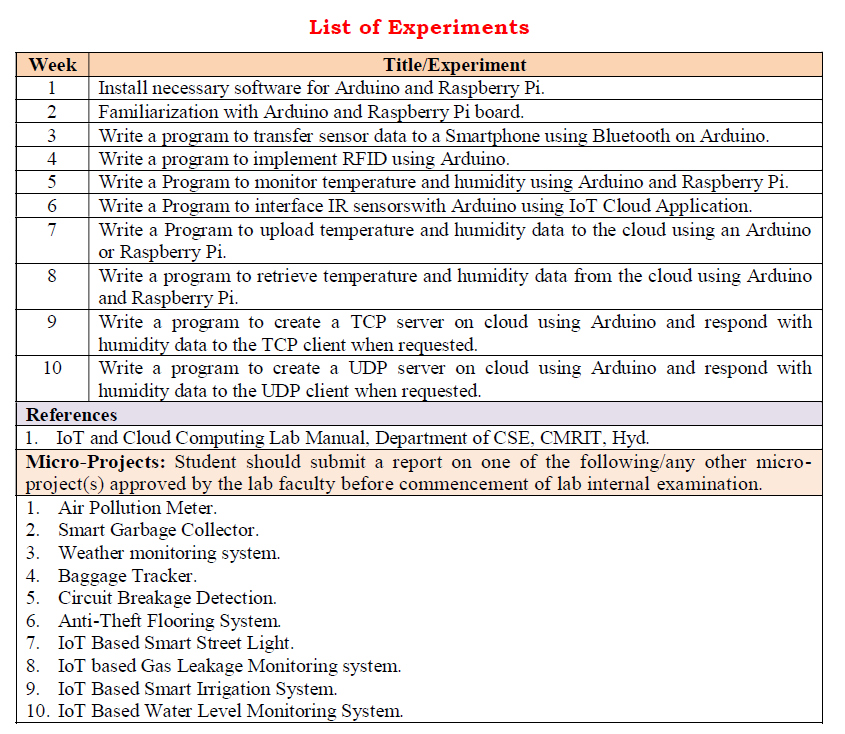 List of Experiments
Week Title/Experiment
1 Install necessary software for Arduino and Raspberry Pi.
2 Familiarization with Arduino and Raspberry Pi board.
3 Write a program to transfer sensor data to a Smartphone using Bluetooth on Arduino.
4 Write a program to implement RFID using Arduino.
5 Write a Program to monitor temperature and humidity using Arduino and Raspberry Pi.
6 Write a Program to interface IR sensorswith Arduino using IoT Cloud Application.
7 Write a Program to upload temperature and humidity data to the cloud using an Arduino
or Raspberry Pi.
8 Write a program to retrieve temperature and humidity data from the cloud using Arduino
and Raspberry Pi.
9 Write a program to create a TCP server on cloud using Arduino and respond with
humidity data to the TCP client when requested.
10 Write a program to create a UDP server on cloud using Arduino and respond with
humidity data to the UDP client when requested.
References
1. IoT and Cloud Computing Lab Manual, Department of CSE, CMRIT, Hyd.
Micro-Projects: Student should submit a report on one of the following/any other micro-
project(s) approved by the lab faculty before commencement of lab internal examination.
1. Air Pollution Meter.
2. Smart Garbage Collector.
3. Weather monitoring system.
4. Baggage Tracker.
5. Circuit Breakage Detection.
6. Anti-Theft Flooring System.
7. IoT Based Smart Street Light.
8. IoT based Gas Leakage Monitoring system.
9. IoT Based Smart Irrigation System.
10. IoT Based Water Level Monitoring System.